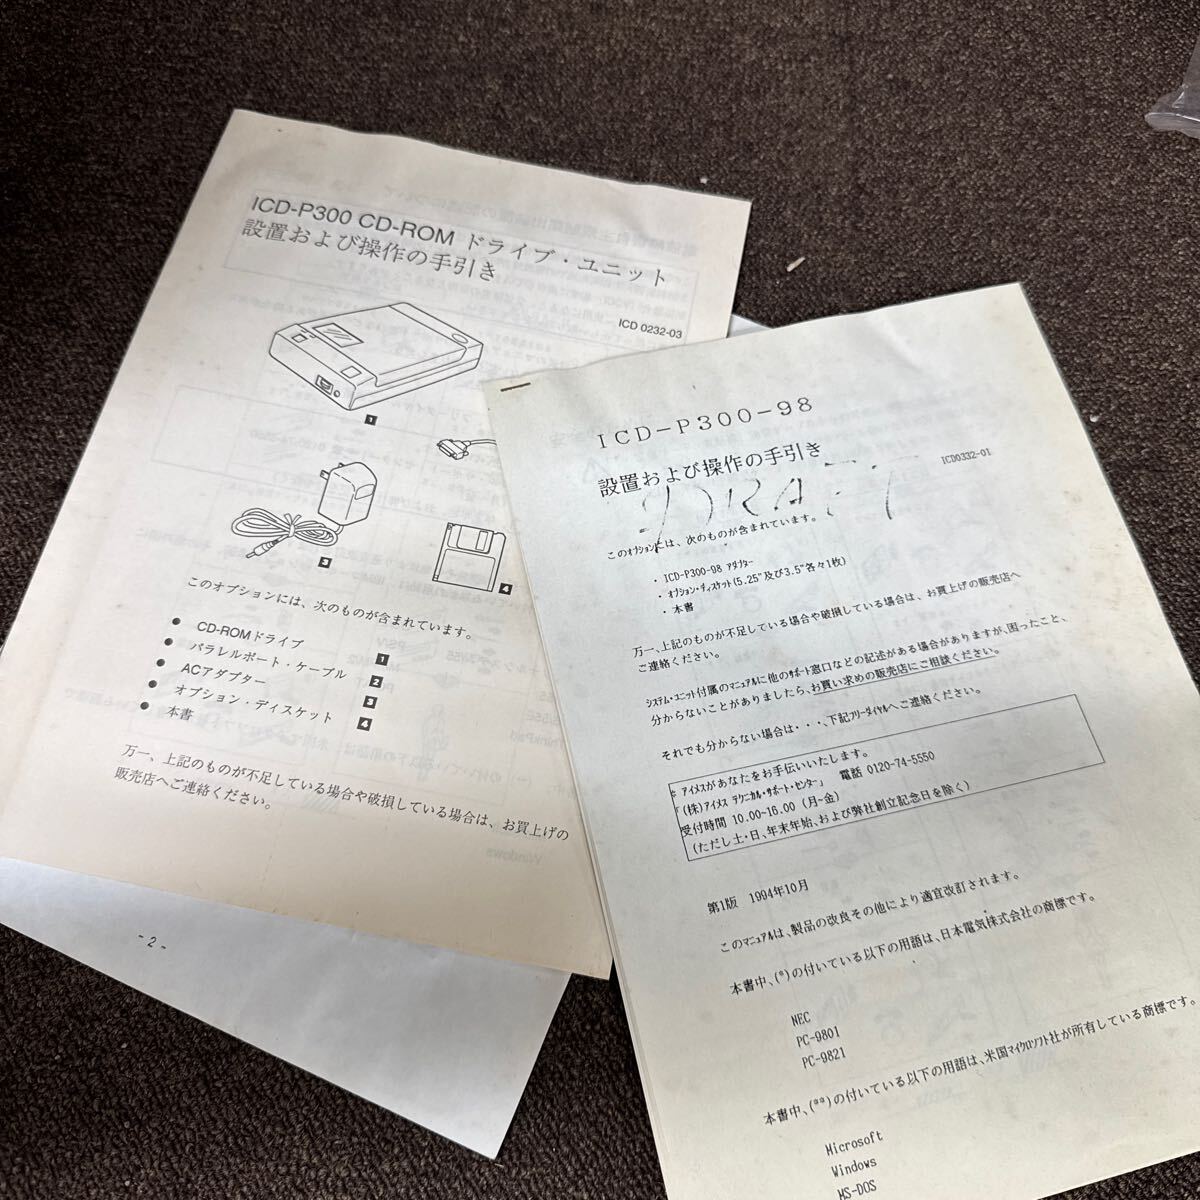 ICD-P300 CD-ROM ドライブ・ユニット
設置および操作の手引き
ICD 0232-03
1
3
4
このオプションには、次のものが含まれています。
● CD-ROMドライブ 1
● パラレルポート・ケーブル 2
● ACアダプター 3
● オプション・ディスケット 4
● 本書
万一、上記のものが不足している場合や破損している場合は、お買上げの
販売店へご連絡ください。
- 2 -
ICD-P300-98
設置および操作の手引き
ICD0332-01
DRAFT
このオプションには、次のものが含まれています。
・ ICD-P300-98 アダプター
・ オプション・ディスケット(5.25"及び3.5"各々1枚)
・ 本書
万一、上記のものが不足している場合や破損している場合は、お買上げの販売店へ
ご連絡ください。
システム・ユニット付属のマニュアルに他のサポート窓口などの記述がある場合がありますが、困ったこと、
分からないことがありましたら、お買い求めの販売店にご相談ください。
それでも分からない場合は・・・、下記フリーダイヤルへご連絡ください。
アイメスがあなたをお手伝いいたします。
「(株)アイメス テクニカル・サポート・センター」 電話 0120-74-5550
受付時間 10.00~16.00 (月~金)
(ただし土・日、年末年始、および弊社創立記念日を除く)
第1版 1994年10月
このマニュアルは、製品の改良その他により適宜改訂されます。
本書中、(*)の付いている以下の用語は、日本電気株式会社の商標です。
NEC
PC-9801
PC-9821
本書中、(**)の付いている以下の用語は、米国マイクロソフト社が所有している商標です。
Microsoft
Windows
MS-DOS